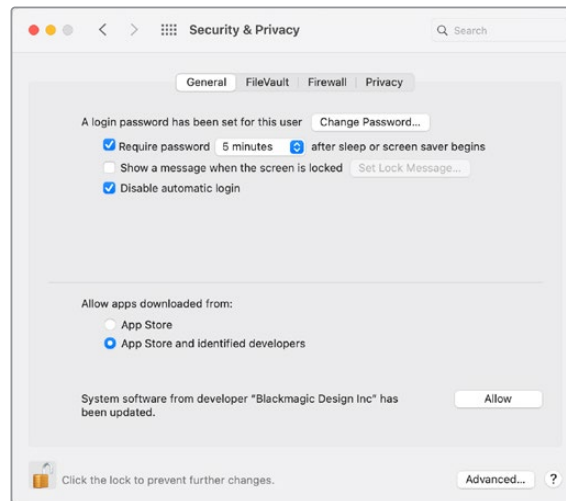 Security & Privacy
Search
General FileVault Firewall Privacy
A login password has been set for this user Change Password...
Require password 5 minutes after sleep or screen saver begins
Show a message when the screen is locked Set Lock Message...
Disable automatic login
Allow apps downloaded from:
App Store
App Store and identified developers
System software from developer "Blackmagic Design Inc" has
been updated.
Allow
Click the lock to prevent further changes.
Advanced... ?